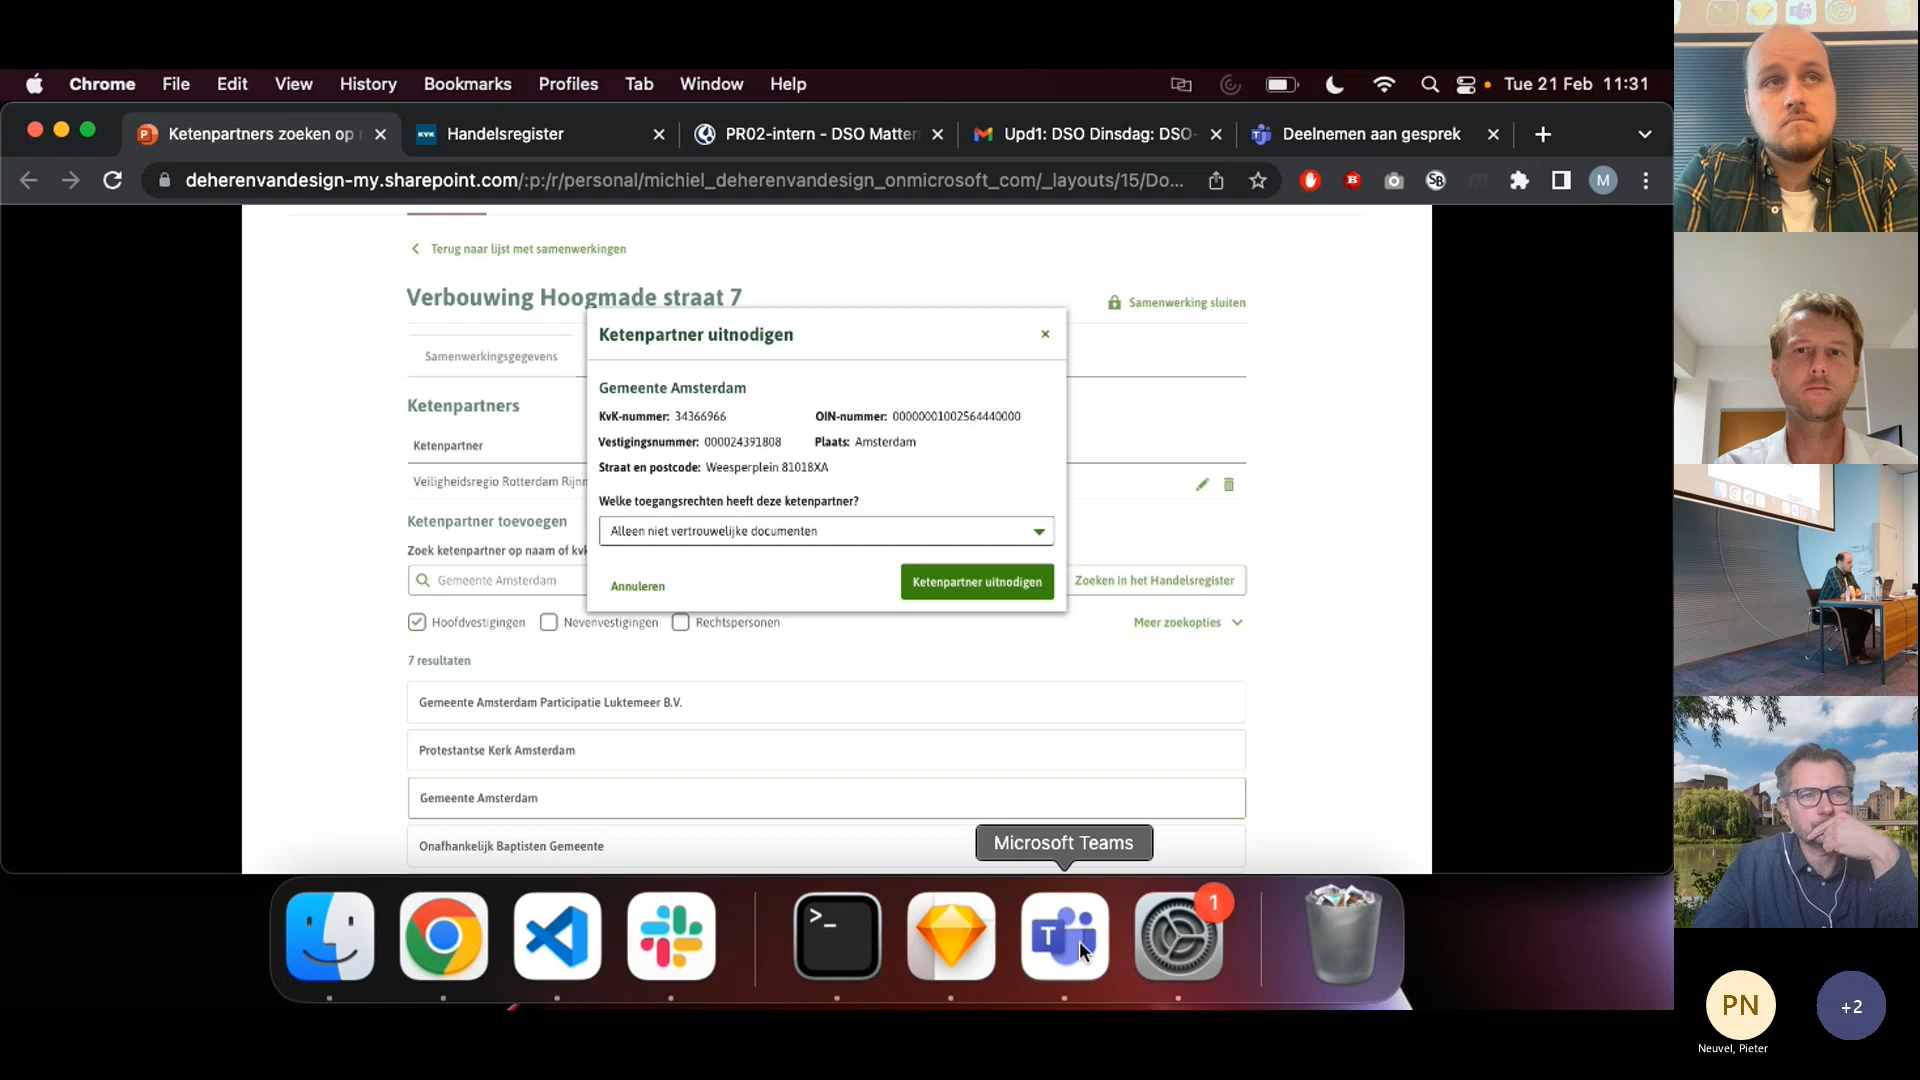 Chrome File Edit View History Bookmarks Profiles Tab Window Help Tue 21 Feb 11:31
Ketenpartners zoeken op
Handelsregister
PR02-intern - DSO Matter
Upd1: DSO Dinsdag: DSO-
Deelnemen aan gesprek
deherenvandesign-my.sharepoint.com/:p:/r/personal/michiel_deherenvandesign_onmicrosoft_com/_layouts/15/Do...
M
Terug naar lijst met samenwerkingen
Verbouwing Hoogmade straat 7
Samenwerking sluiten
Ketenpartner uitnodigen
Samenwerkingsgegevens
Gemeente Amsterdam
Ketenpartners
KvK-nummer: 34366966 OIN-nummer: 00000001002564440000
Ketenpartner
Vestigingsnummer: 000024391808 Plaats: Amsterdam
Straat en postcode: Weesperplein 81018XA
Veiligheidsregio Rotterdam Rijnm
Welke toegangsrechten heeft deze ketenpartner?
Ketenpartner toevoegen
Alleen niet vertrouwelijke documenten
Zoek ketenpartner op naam of kvk
Gemeente Amsterdam
Annuleren
Ketenpartner uitnodigen
Zoeken in het Handelsregister
Hoofdvestigingen Nevenvestigingen Rechtspersonen Meer zoekopties
7 resultaten
Gemeente Amsterdam Participatie Luktemeer B.V.
Protestantse Kerk Amsterdam
Gemeente Amsterdam
Onafhankelijk Baptisten Gemeente
Microsoft Teams
1
PN
+2
Neuvel, Pieter